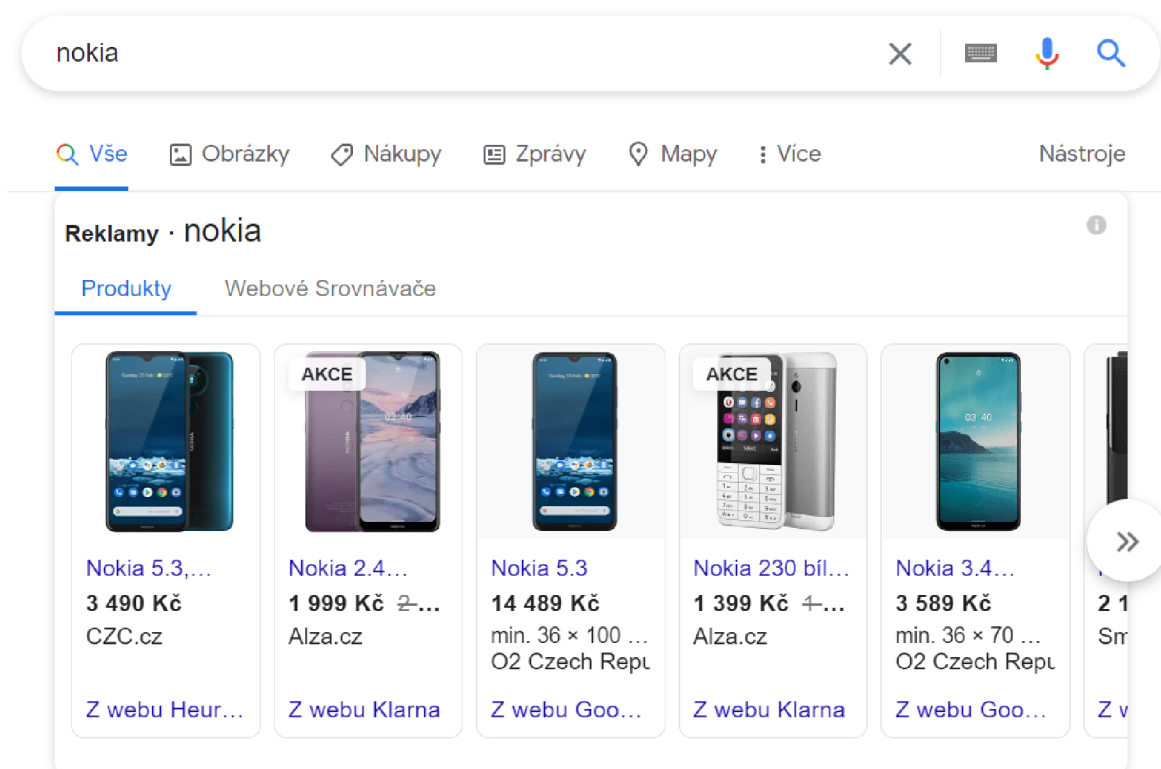 nokia
Vše Obrázky Nákupy Zprávy Mapy Více Nástroje
Reklamy · nokia
Produkty Webové Srovnávače
AKCE
AKCE
Nokia 5.3,...
3 490 Kč
CZC.cz
Z webu Heur...
Nokia 2.4...
1 999 Kč 2...
Alza.cz
Z webu Klarna
Nokia 5.3
14 489 Kč
min. 36 × 100 ...
O2 Czech Repu
Z webu Goo...
Nokia 230 bíl...
1 399 Kč 1...
Alza.cz
Z webu Klarna
Nokia 3.4...
3 589 Kč
min. 36 × 70 ...
O2 Czech Repu
Z webu Goo...
2 1
Sm
Z v